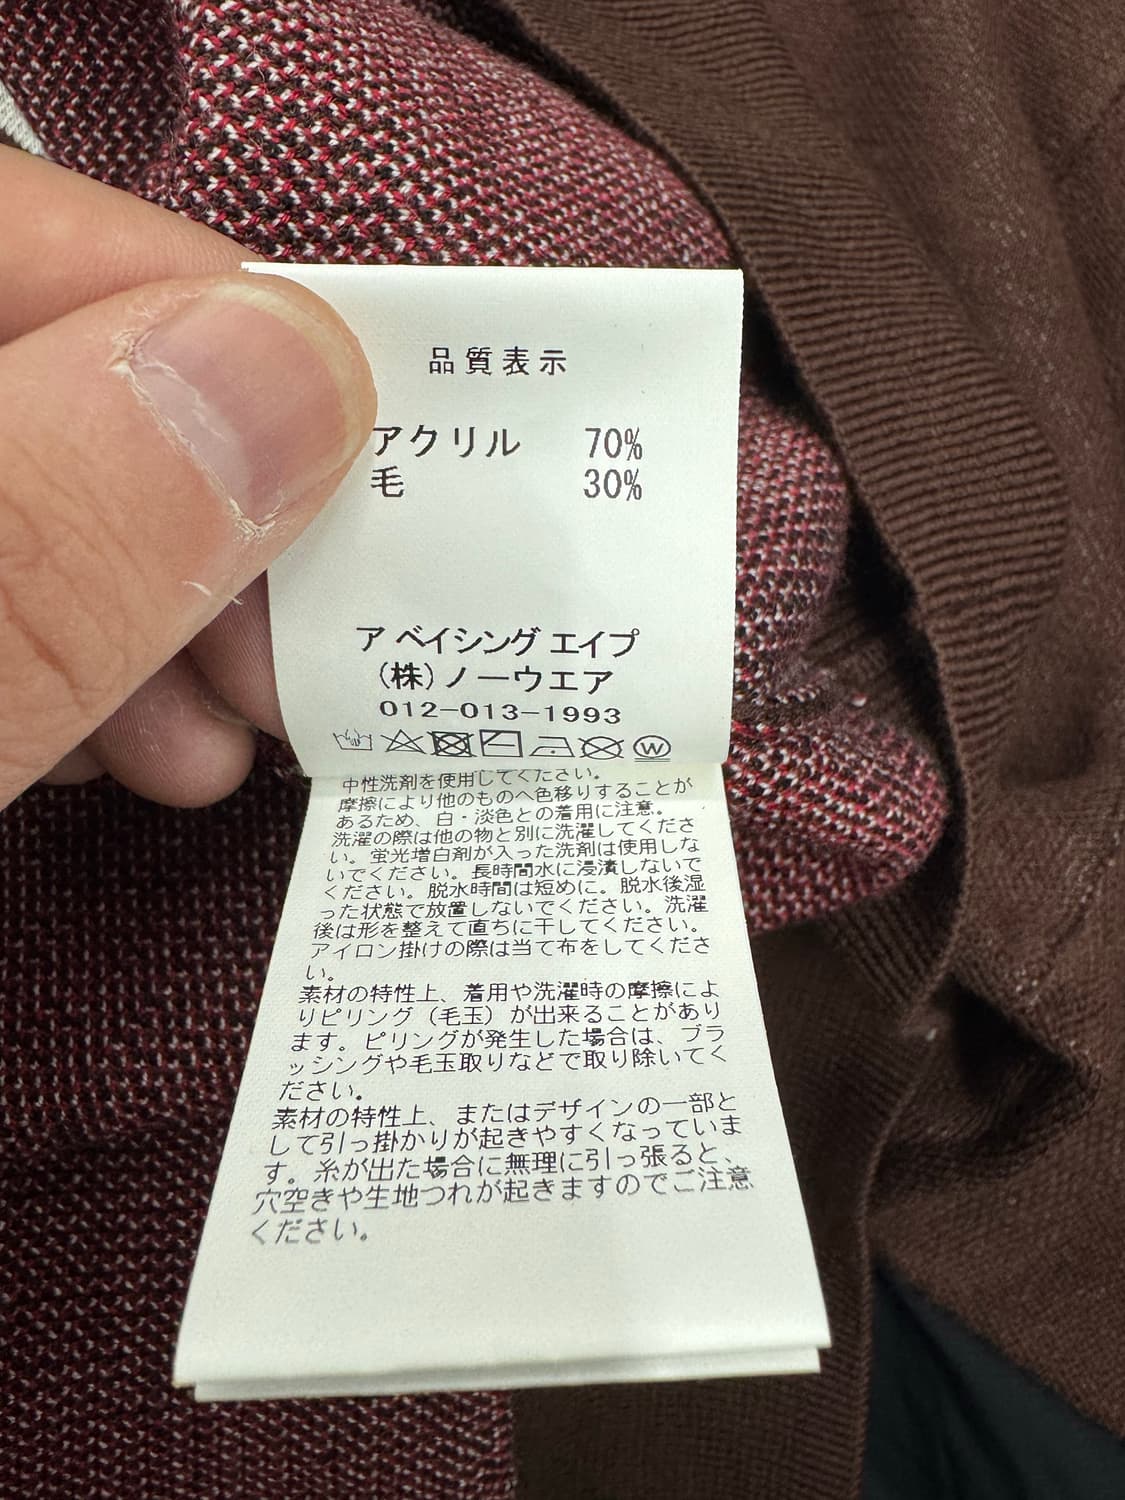 品質表示
アクリル 70%
毛 30%
アベイシングエイプ
(株)ノーウエア
012-013-1993
W
中性洗剤を使用してください。
摩擦により他のものへ色移りすることが
あるため、白・淡色との着用に注意。
洗濯の際は他の物と別に洗濯してくださ
い。蛍光増白剤が入った洗剤は使用しな
いでください。長時間水に浸漬しないで
ください。脱水時間は短めに。脱水後湿
った状態で放置しないでください。洗濯
後は形を整えて直ちに干してください。
アイロン掛けの際は当て布をしてくださ
い。
素材の特性上、着用や洗濯時の摩擦によ
りピリング（毛玉）が出来ることがあり
ます。ピリングが発生した場合は、ブラ
ッシングや毛玉取りなどで取り除いてく
ださい。
素材の特性上、またはデザインの一部と
して引っ掛かりが起きやすくなっていま
す。糸が出た場合に無理に引っ張ると、
穴空きや生地つれが起きますのでご注意
ください。